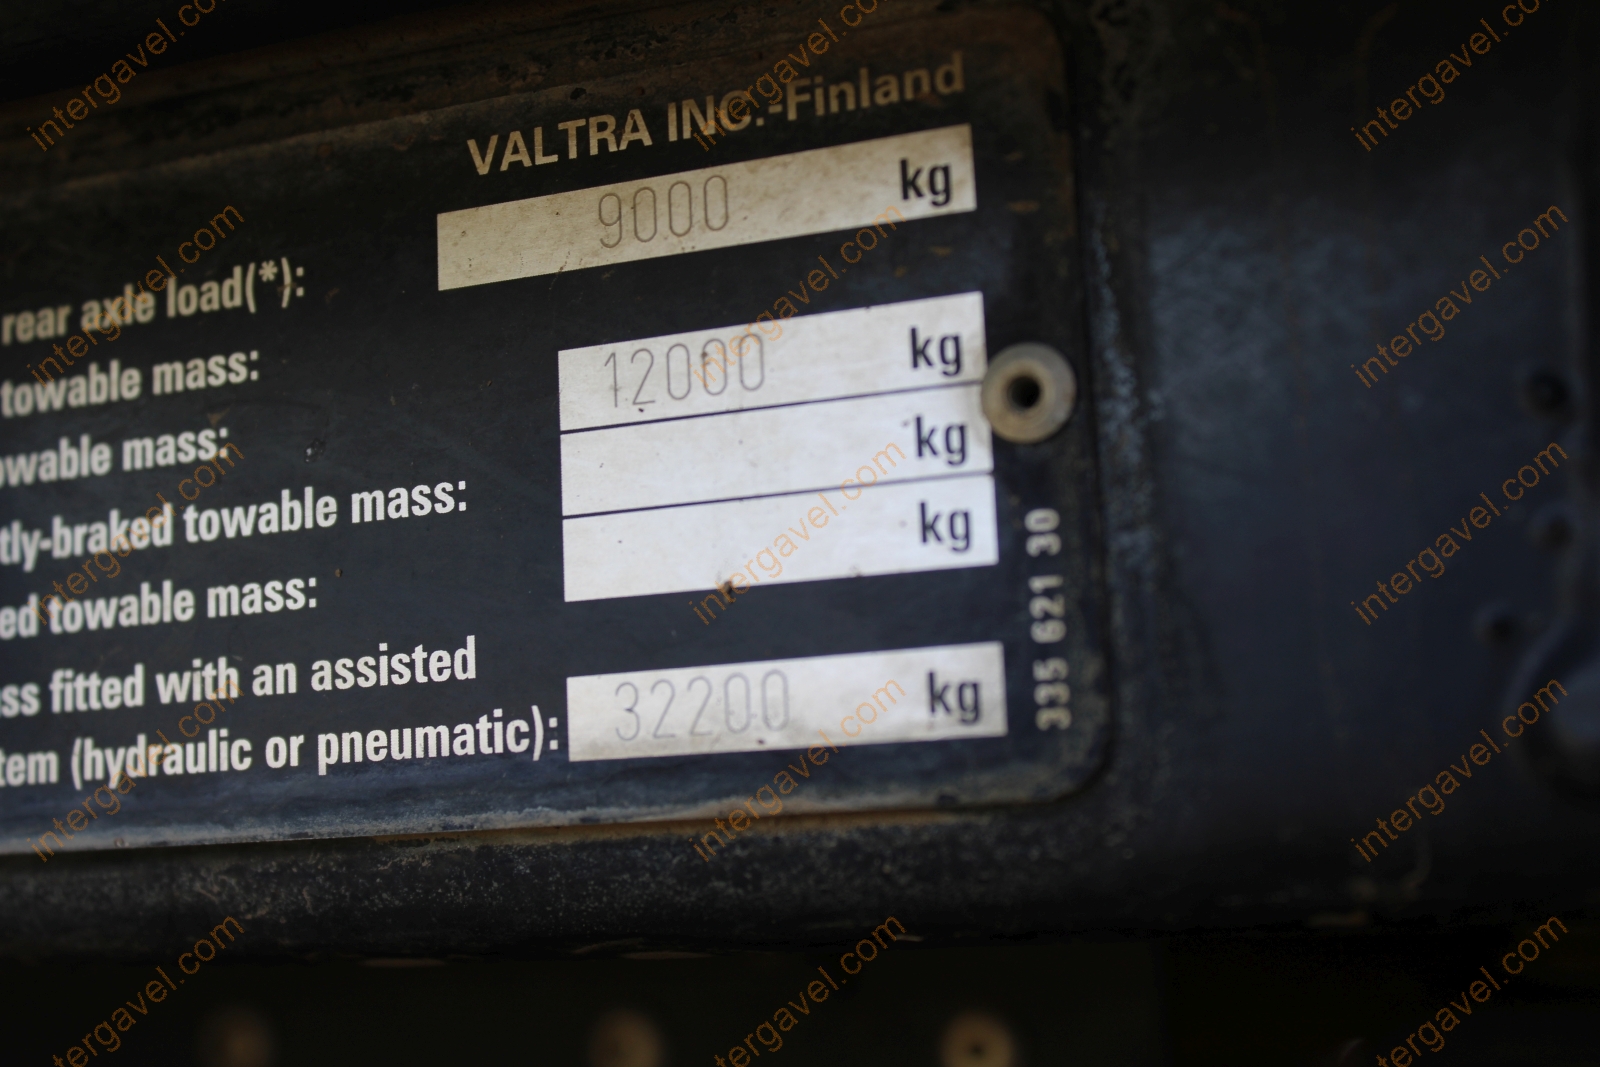 VALTRA INC.-Finland
9000 kg
rear axle load(*):
12000 kg
towable mass:
kg
owable mass:
kg
tly-braked towable mass:
ed towable mass:
ss fitted with an assisted
tem (hydraulic or pneumatic): 32200 kg
335 621 30
intergavel.com